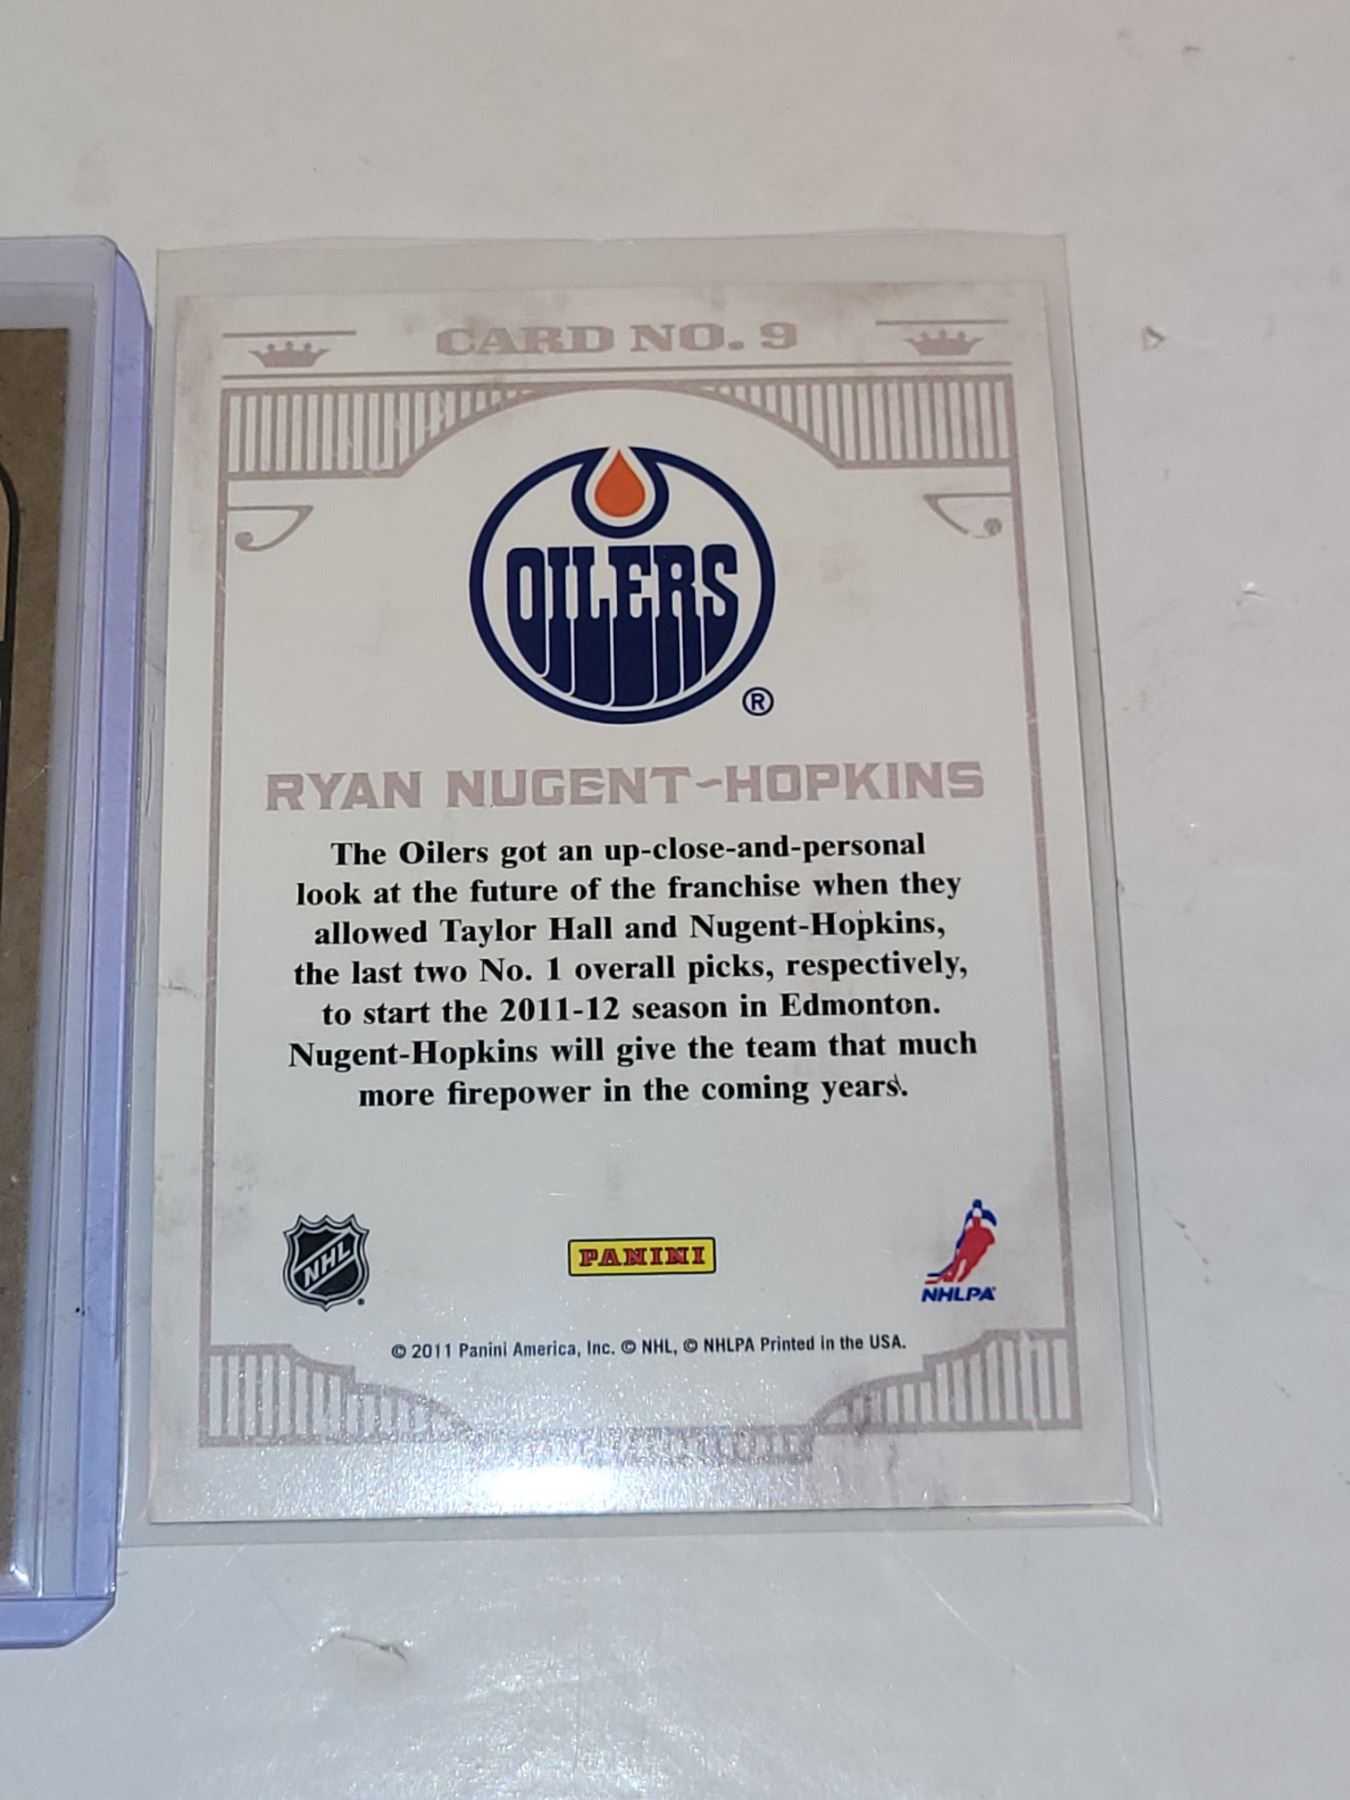 CARD NO. 9
OILERS
®
RYAN NUGENT-HOPKINS
The Oilers got an up-close-and-personal
look at the future of the franchise when they
allowed Taylor Hall and Nugent-Hopkins,
the last two No. 1 overall picks, respectively,
to start the 2011-12 season in Edmonton.
Nugent-Hopkins will give the team that much
more firepower in the coming years.
NHL
PANINI
NHLPA
© 2011 Panini America, Inc. © NHL, © NHLPA Printed in the USA.